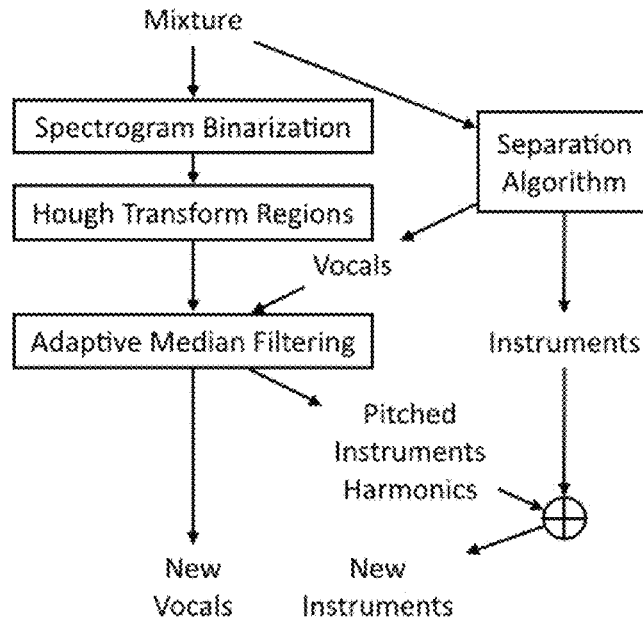 Mixture
Spectrogram Binarization
Separation
Algorithm
Hough Transform Regions
Vocals
Adaptive Median Filtering
Instruments
Pitched
Instruments
Harmonics
New
Vocals
New
Instruments